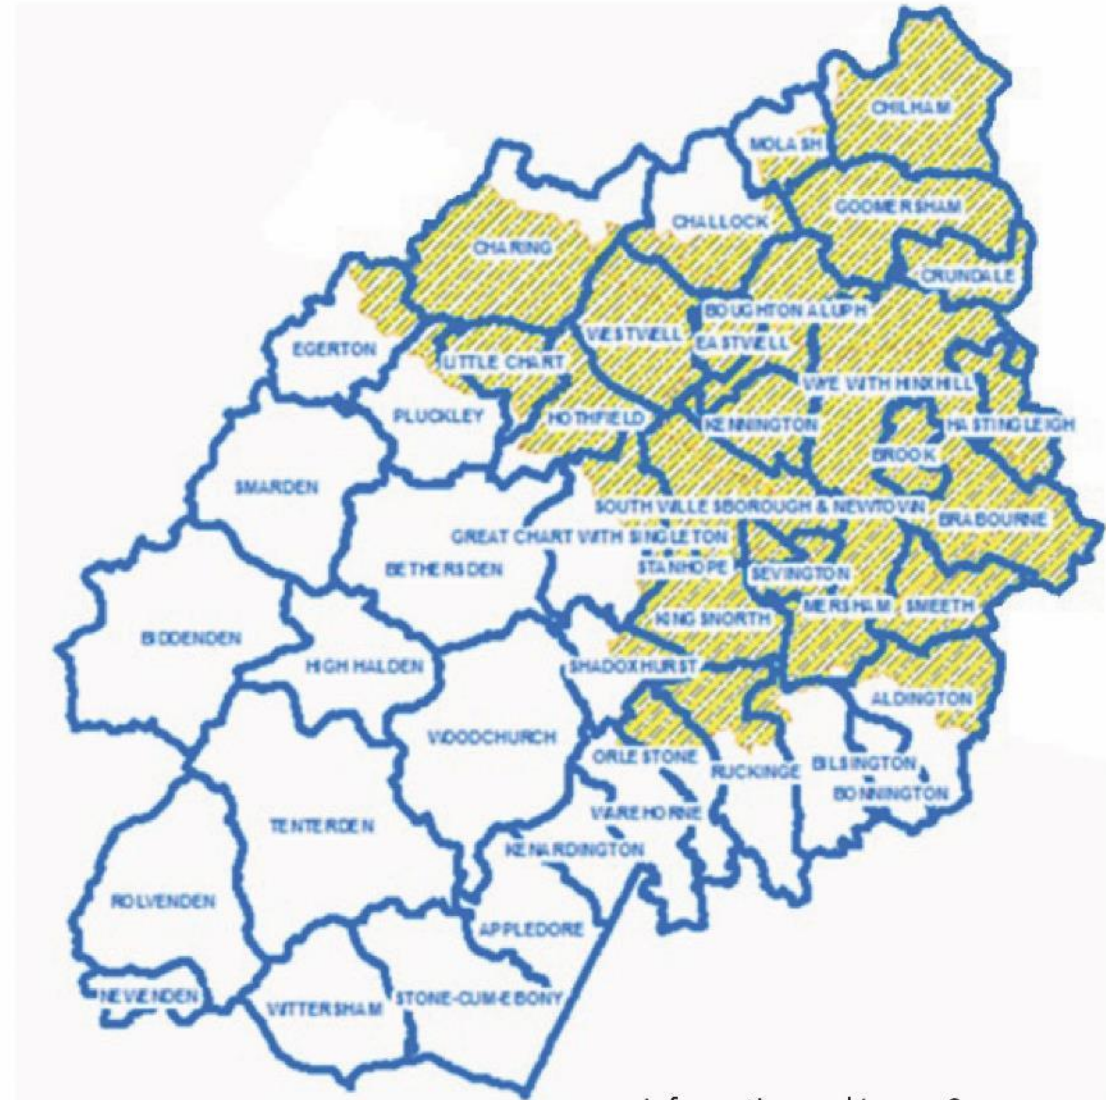 CHILHAM
MOLASH
GODMERSHAM
CHALLOCK
CHARING
CRUNDALE
BOUGHTON ALUPH
WESTWELL
EASTWELL
EGERTON
LITTLE CHART
WYE WITH HINXHILL
PLUCKLEY
HOTHFIELD
KENNINGTON
HASTINGLEIGH
BROOK
SMARDEN
SOUTH WILLESBOROUGH & NEWTOWN
BRABOURNE
GREAT CHART WITH SINGLETON
BETHERSDEN
STANHOPE
SEVINGTON
MERSHAM
SMEETH
KINGSNORTH
BIDDENDEN
HIGH HALDEN
SHADOXHURST
ALDINGTON
WOODCHURCH
ORLESTONE
RUCKINGE
BILSINGTON
BONNINGTON
WAREHORNE
TENTERDEN
KENARDINGTON
ROLVENDEN
APPLEDORE
NEWENDEN
WITTERSHAM
STONE-CUM-EBONY